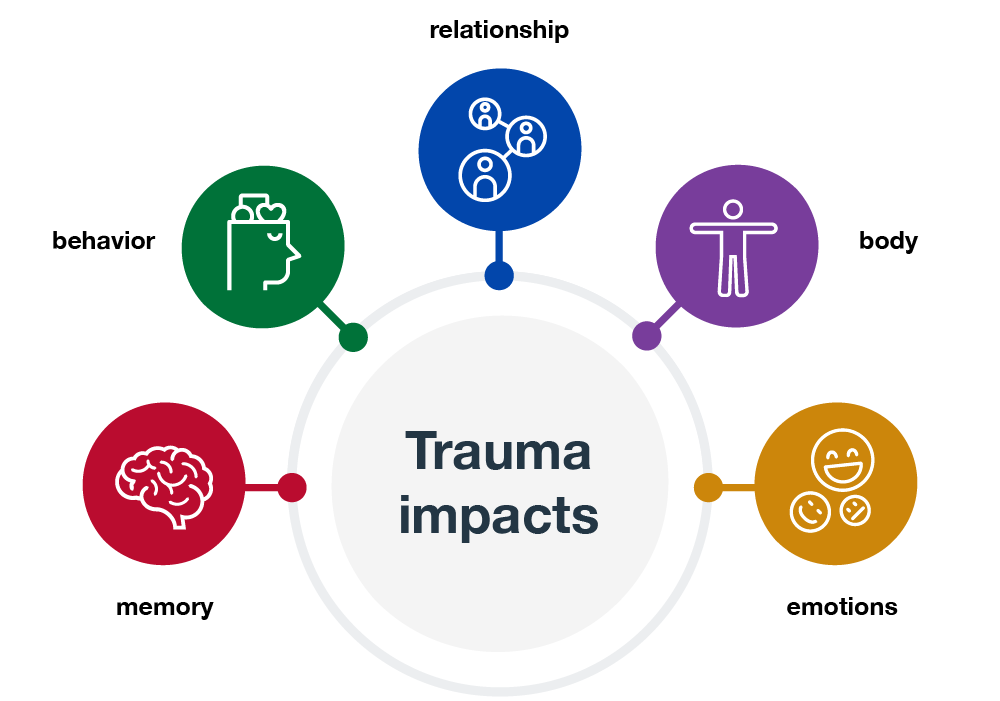 relationship
behavior
body
Trauma
impacts
memory
emotions